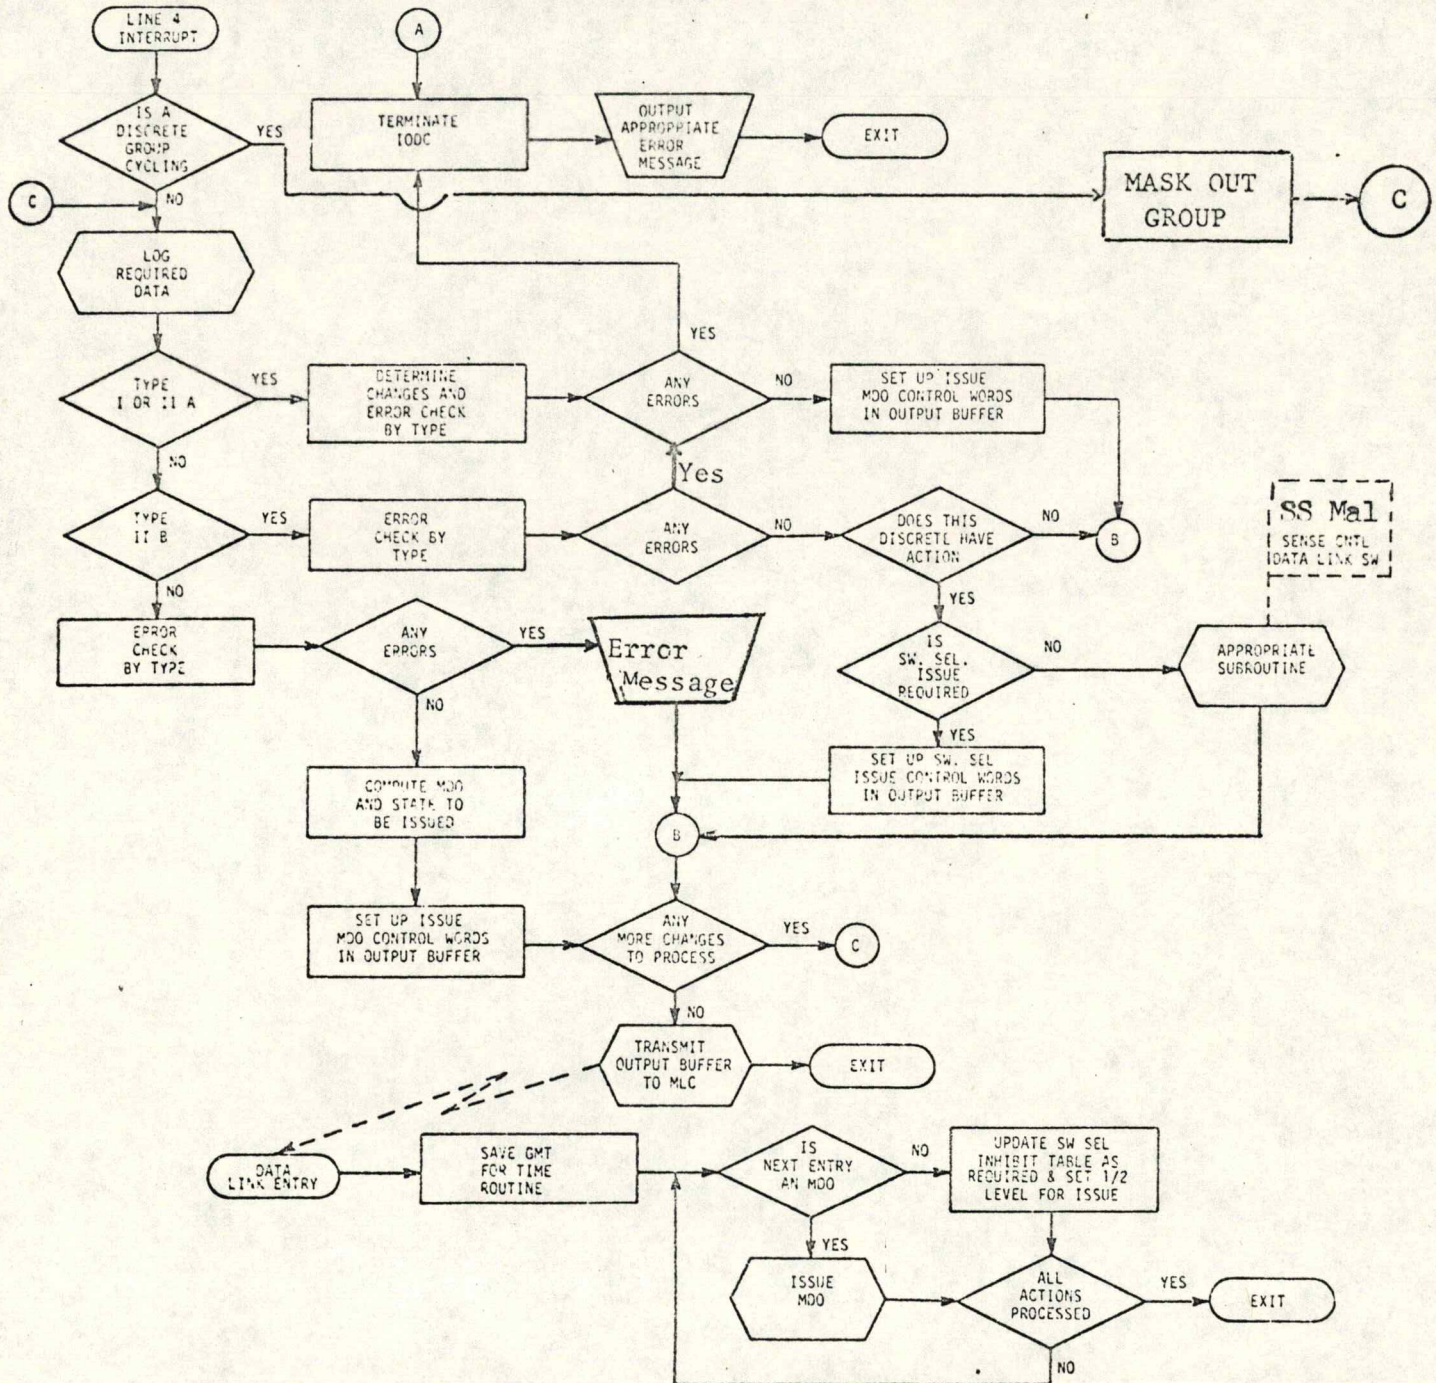 LINE 4
INTERRUPT
A
IS A
DISCRETE
GROUP
CYCLING
YES
NO
C
TERMINATE
IODC
OUTPUT
APPROPRIATE
ERROR
MESSAGE
EXIT
MASK OUT
GROUP
C
LOG
REQUIRED
DATA
TYPE
I OR II A
YES
NO
DETERMINE
CHANGES AND
ERROR CHECK
BY TYPE
ANY
ERRORS
YES
NO
SET UP ISSUE
MDO CONTROL WORDS
IN OUTPUT BUFFER
Yes
TYPE
II B
YES
NO
ERROR
CHECK BY
TYPE
ANY
ERRORS
NO
DOES THIS
DISCRETE HAVE
ACTION
NO
B
YES
SS Mal
SENSE CNTL
DATA LINK SW
ERROR
CHECK
BY TYPE
ANY
ERRORS
YES
NO
Error
Message
IS
SW. SEL.
ISSUE
REQUIRED
NO
YES
APPROPRIATE
SUBROUTINE
COMPUTE MDO
AND STATE TO
BE ISSUED
SET UP SW. SEL
ISSUE CONTROL WORDS
IN OUTPUT BUFFER
B
SET UP ISSUE
MDO CONTROL WORDS
IN OUTPUT BUFFER
ANY
MORE CHANGES
TO PROCESS
YES
C
NO
TRANSMIT
OUTPUT BUFFER
TO MLC
EXIT
DATA
LINK ENTRY
SAVE GMT
FOR TIME
ROUTINE
IS
NEXT ENTRY
AN MDO
NO
YES
UPDATE SW SEL
INHIBIT TABLE AS
REQUIRED & SET 1/2
LEVEL FOR ISSUE
ISSUE
MDO
ALL
ACTIONS
PROCESSED
YES
EXIT
NO